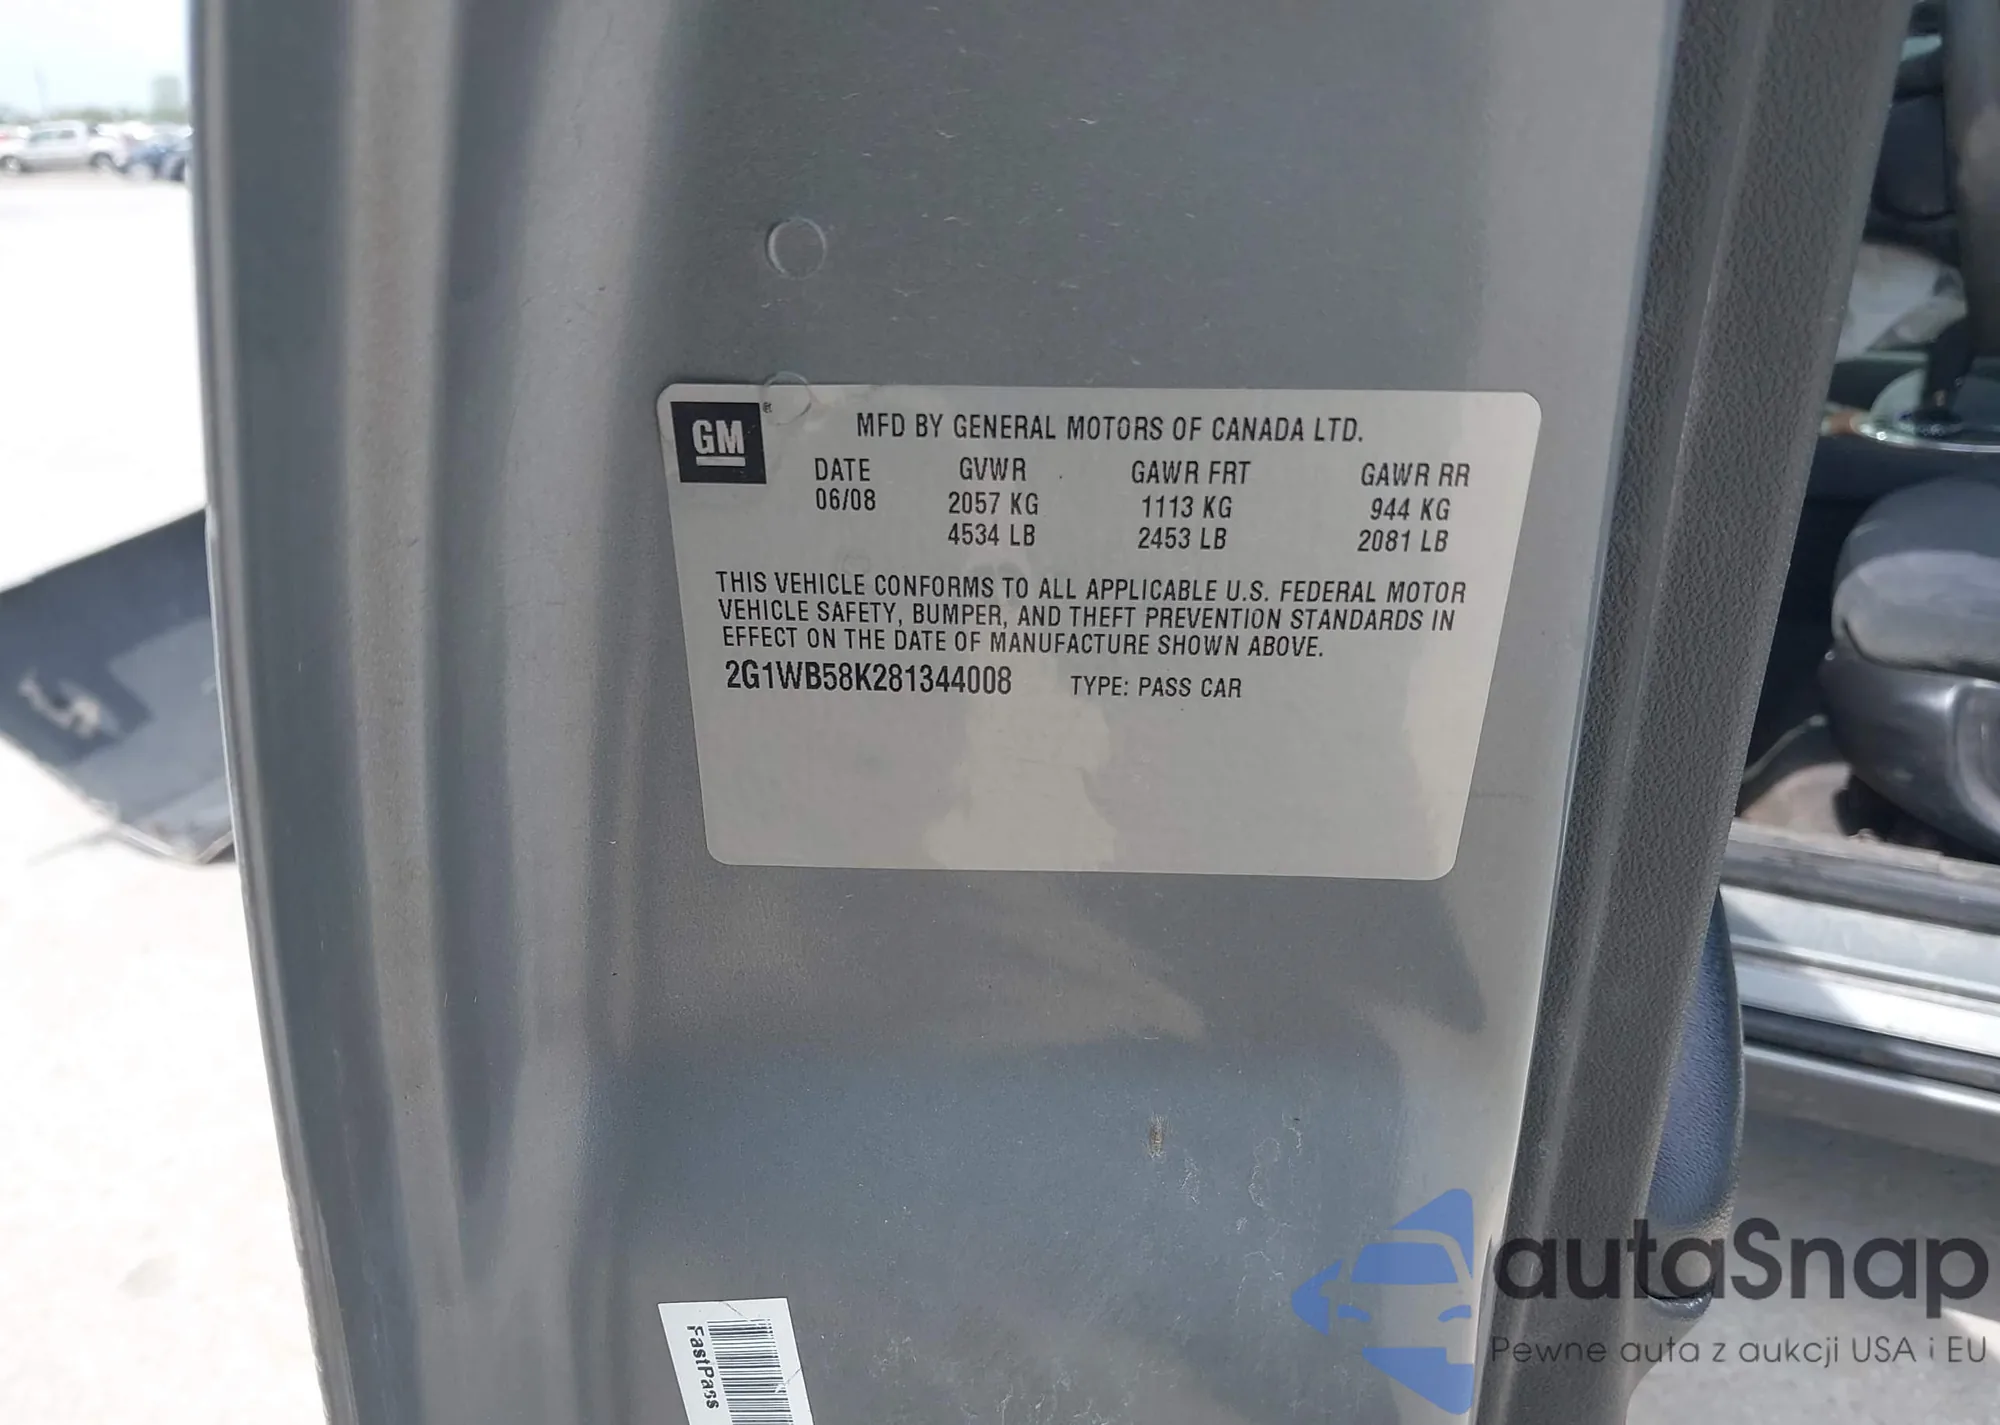 GM
MFD BY GENERAL MOTORS OF CANADA LTD.
DATE GVWR GAWR FRT GAWR RR
06/08 2057 KG 1113 KG 944 KG
4534 LB 2453 LB 2081 LB
THIS VEHICLE CONFORMS TO ALL APPLICABLE U.S. FEDERAL MOTOR
VEHICLE SAFETY, BUMPER, AND THEFT PREVENTION STANDARDS IN
EFFECT ON THE DATE OF MANUFACTURE SHOWN ABOVE.
2G1WB58K281344008 TYPE: PASS CAR
FastPass
autaSnap
Pewne auta z aukcji USA i EU